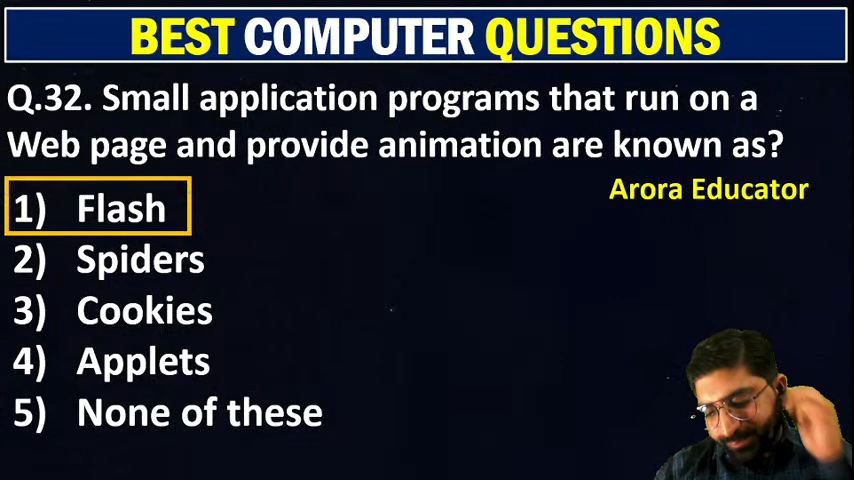 BEST COMPUTER QUESTIONS
Q.32. Small application programs that run on a
Web page and provide animation are known as?
Arora Educator
1) Flash
2) Spiders
3) Cookies
4) Applets
5) None of these